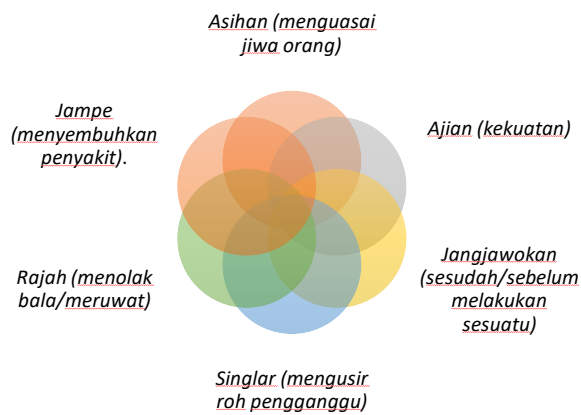 Asihan (menguasai
jiwa orang)
Jampe
(menyembuhkan
penyakit).
Ajian (kekuatan)
Rajah (menolak
bala/meruwat)
Jangjawokan
(sesudah/sebelum
melakukan
sesuatu)
Singlar (mengusir
roh pengganggu)